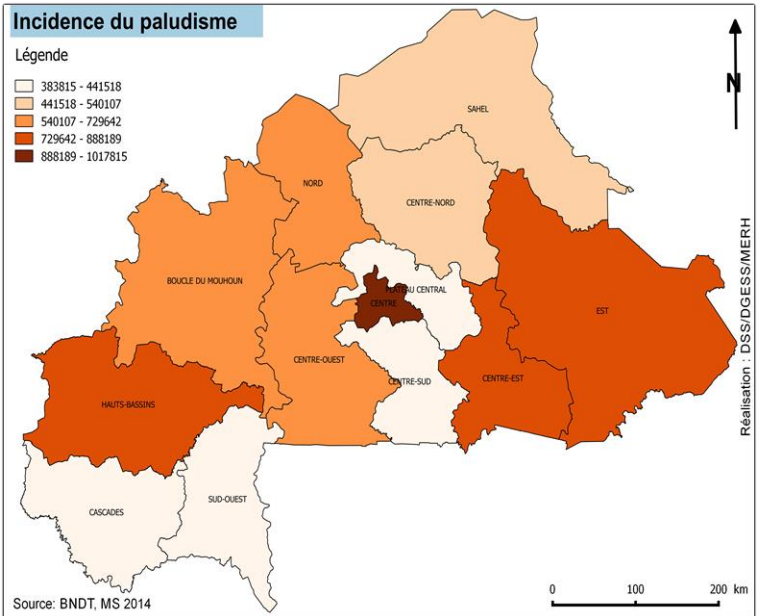 Incidence du paludisme
Légende
383815 - 441518
441518 - 540107
540107 - 729642
729642 - 888189
888189 - 1017815
N
SAHEL
NORD
CENTRE-NORD
BOUCLE DU MOUHOUN
PLATEAU CENTRAL
CENTRE
EST
CENTRE-OUEST
CENTRE-SUD
CENTRE-EST
HAUTS-BASSINS
SUD-OUEST
CASCADES
Réalisation : DSS/DGESS/MERH
0 100 200 km
Source: BNDT, MS 2014